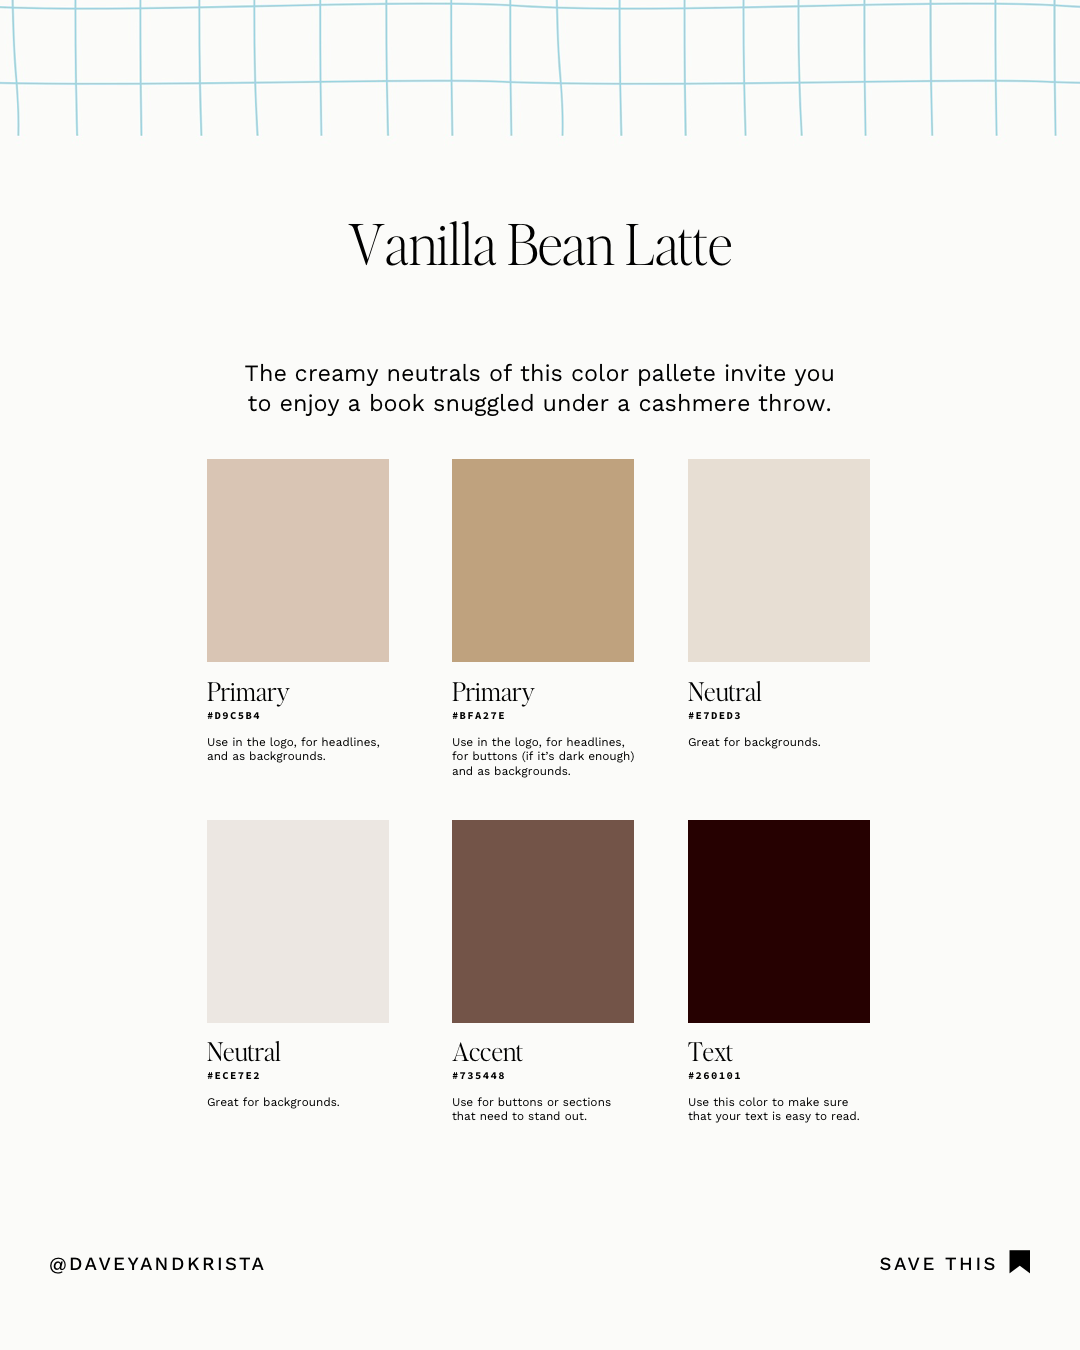 Vanilla Bean Latte
The creamy neutrals of this color pallete invite you
to enjoy a book snuggled under a cashmere throw.
Primary
#D9C5B4
Use in the logo, for headlines,
and as backgrounds.
Primary
#BFA27E
Use in the logo, for headlines,
for buttons (if it’s dark enough)
and as backgrounds.
Neutral
#E7DED3
Great for backgrounds.
Neutral
#ECE7E2
Great for backgrounds.
Accent
#735448
Use for buttons or sections
that need to stand out.
Text
#260101
Use this color to make sure
that your text is easy to read.
@DAVEYANDKRISTA
SAVE THIS